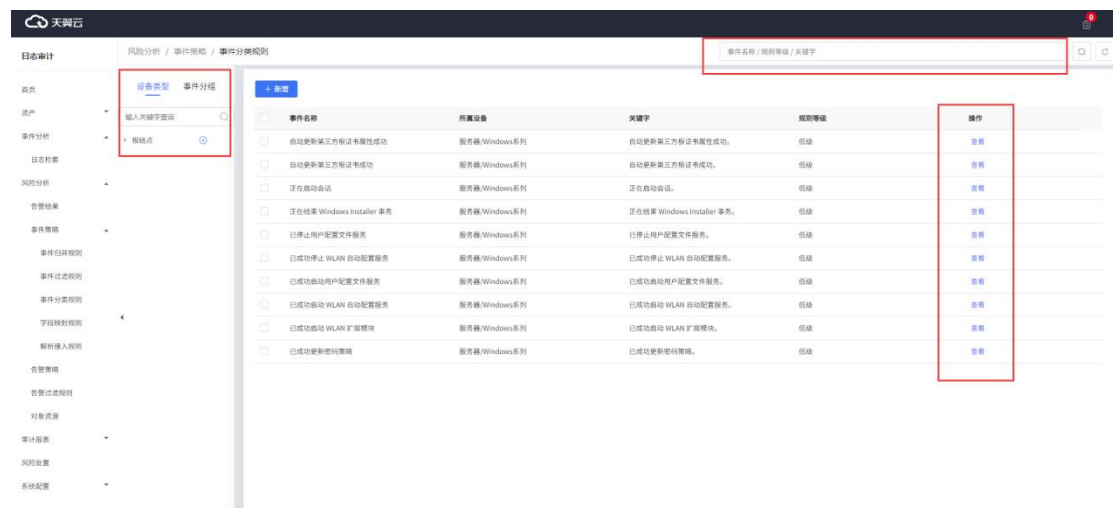 天翼云
0
日志审计
风险分析 / 事件策略 / 事件分类规则
事件名称 / 规则等级 / 关键字
首页
资产
事件分析
日志检索
风险分析
告警结果
事件策略
事件归并规则
事件过滤规则
事件分类规则
字段映射规则
解析接入规则
告警策略
告警过滤规则
对象资源
审计报表
风险处置
系统配置
设备类型 事件分组
输入关键字查询
根结点
+ 新增
事件名称 所属设备 关键字 规则等级 操作
自动更新第三方根证书属性成功 服务器/Windows系列 自动更新第三方根证书属性成功。 低级 查看
自动更新第三方根证书成功 服务器/Windows系列 自动更新第三方根证书成功。 低级 查看
正在启动会话 服务器/Windows系列 正在启动会话。 低级 查看
正在结束 Windows Installer 事务 服务器/Windows系列 正在结束 Windows Installer 事务。 低级 查看
已停止用户配置文件服务 服务器/Windows系列 已停止用户配置文件服务。 低级 查看
已成功停止 WLAN 自动配置服务 服务器/Windows系列 已成功停止 WLAN 自动配置服务。 低级 查看
已成功启动用户配置文件服务 服务器/Windows系列 已成功启动用户配置文件服务。 低级 查看
已成功启动 WLAN 自动配置服务 服务器/Windows系列 已成功启动 WLAN 自动配置服务。 低级 查看
已成功启动 WLAN 扩展模块 服务器/Windows系列 已成功启动 WLAN 扩展模块。 低级 查看
已成功更新密码策略 服务器/Windows系列 已成功更新密码策略。 低级 查看